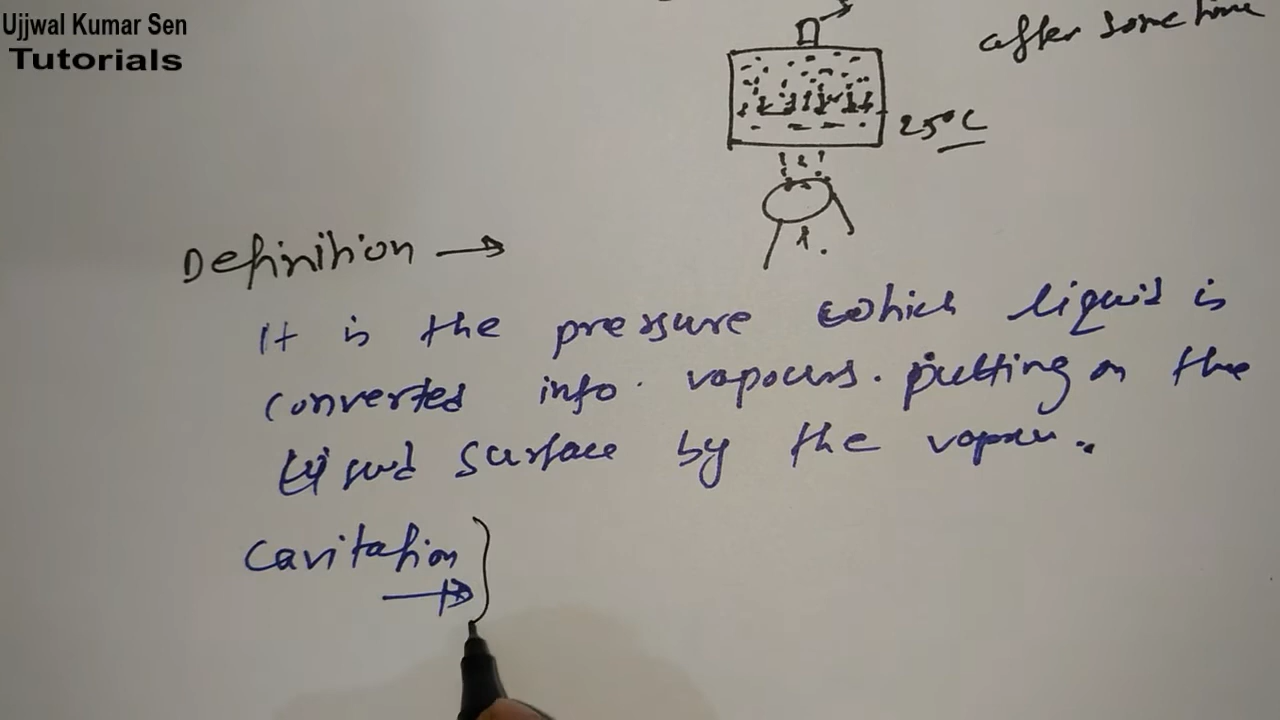 Ujjwal Kumar Sen
Tutorials
after some time
25°C
Definition →
It is the pressure which liquid is
converted into vapours. putting on the
liquid surface by the vapour..
Cavitation